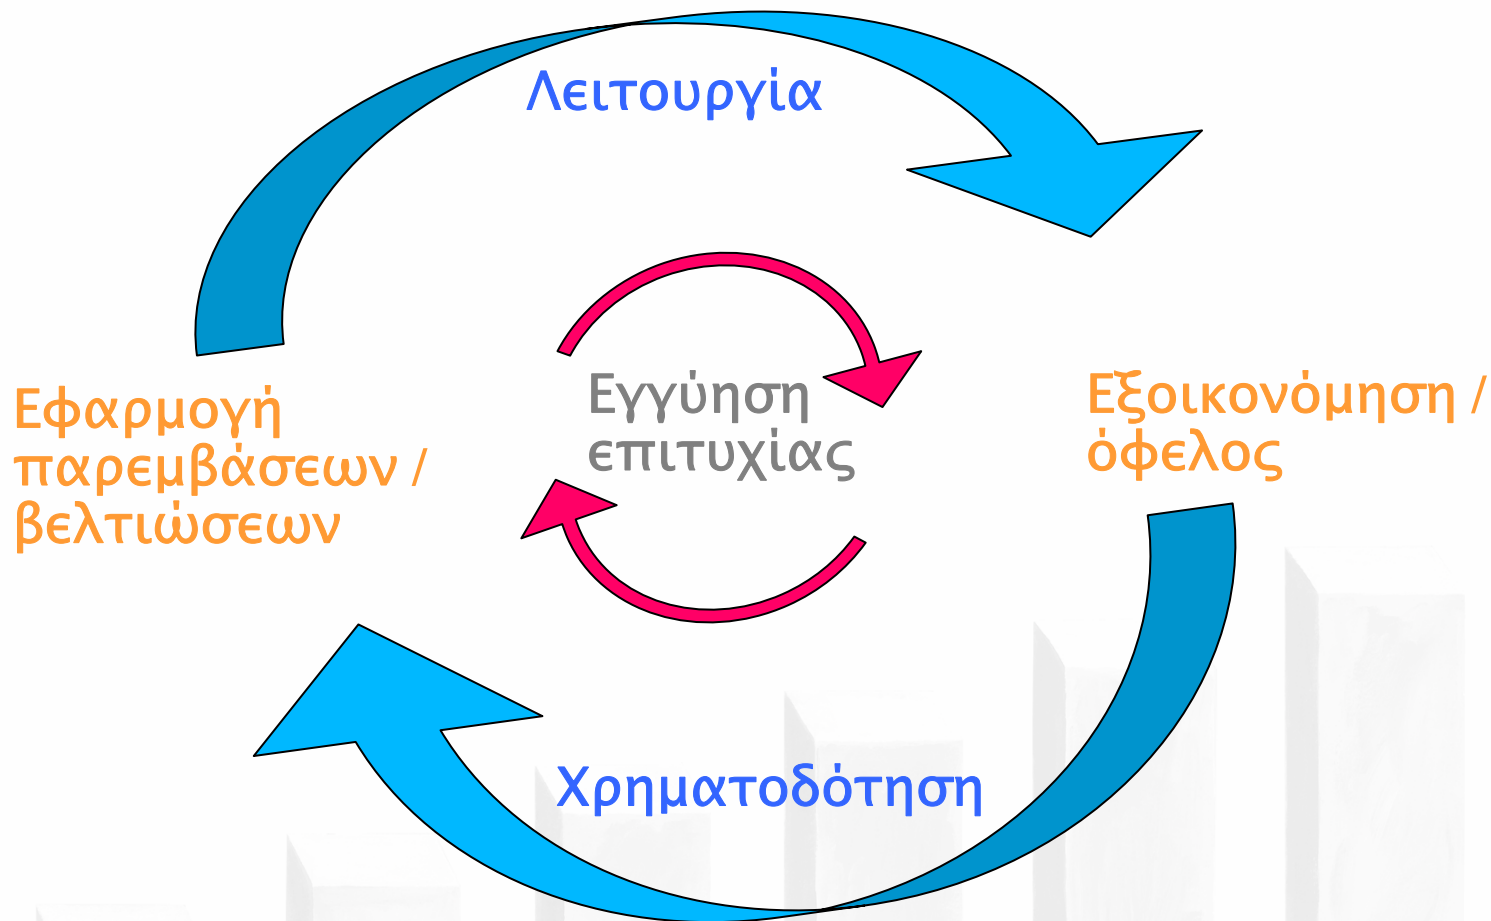 Λειτουργία
Εφαρμογή
παρεμβάσεων /
βελτιώσεων
Εγγύηση
επιτυχίας
Εξοικονόμηση /
όφελος
Χρηματοδότηση